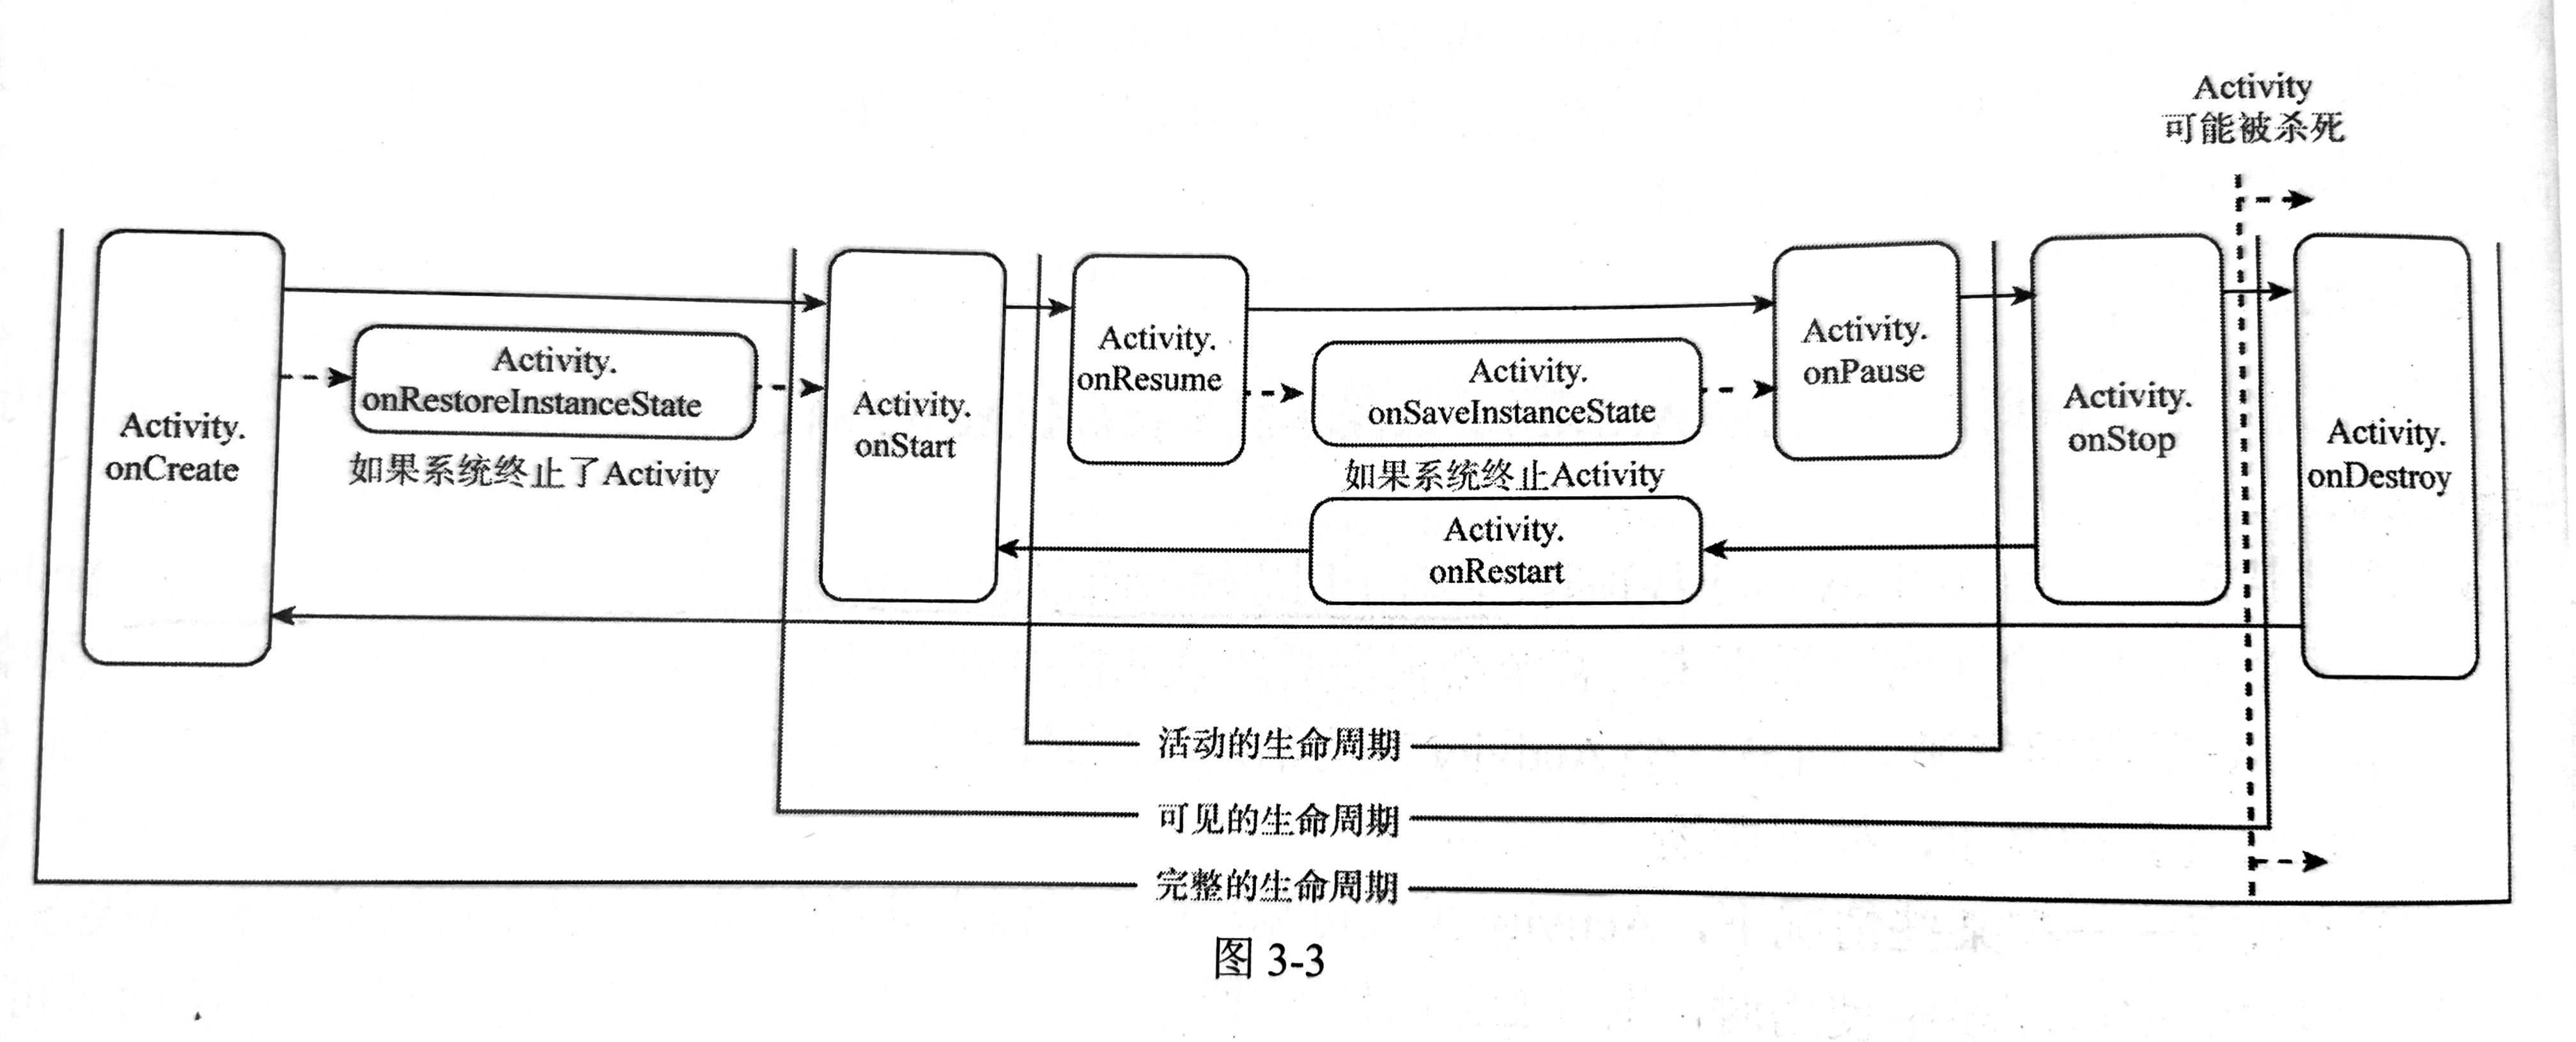 Activity
可能被杀死
Activity.
onCreate
Activity.
onRestoreInstanceState
如果系统终止了Activity
Activity.
onStart
Activity.
onResume
Activity.
onSaveInstanceState
如果系统终止Activity
Activity.
onRestart
Activity.
onPause
Activity.
onStop
Activity.
onDestroy
活动的生命周期
可见的生命周期
完整的生命周期
图 3-3